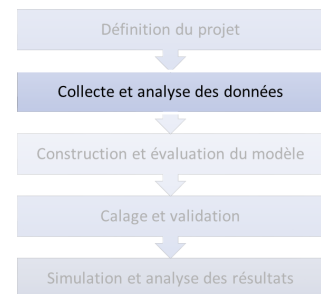 Définition du projet
Collecte et analyse des données
Construction et évaluation du modèle
Calage et validation
Simulation et analyse des résultats